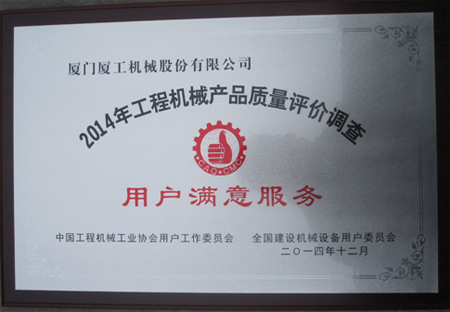 厦门厦工机械股份有限公司
2014年工程机械产品质量评价调查
CAQ·CMC
用户满意服务
中国工程机械工业协会用户工作委员会 全国建设机械设备用户委员会
二〇一四年十二月